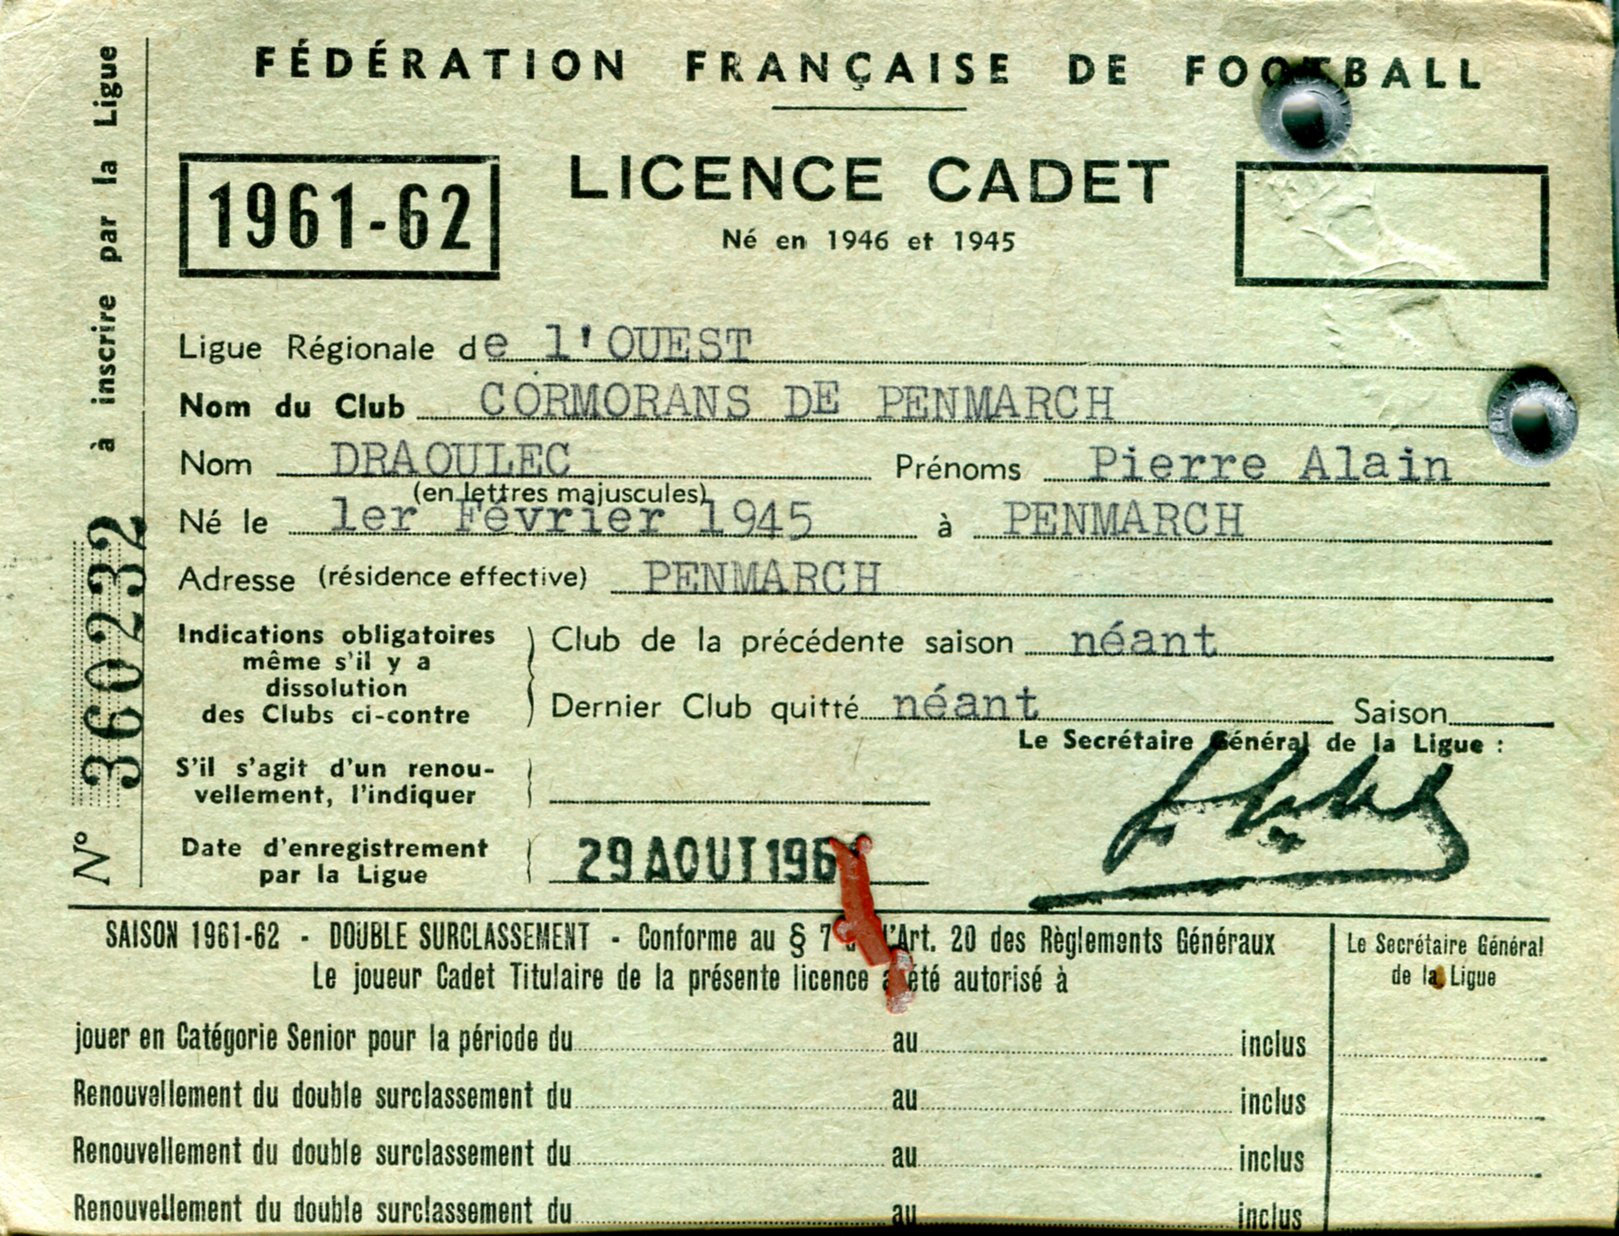 FÉDÉRATION FRANÇAISE DE FOOTBALL
1961-62
LICENCE CADET
Né en 1946 et 1945
Ligue Régionale de l'OUEST
Nom du Club CORMORANS DE PENMARCH
Nom DRAOULEC Prénoms Pierre Alain
(en lettres majuscules)
Né le 1er Février 1945 à PENMARCH
Adresse (résidence effective) PENMARCH
Indications obligatoires
même s'il y a
dissolution
des Clubs ci-contre
Club de la précédente saison néant
Dernier Club quitté néant Saison
Le Secrétaire Général de la Ligue :
S'il s'agit d'un renou-
vellement, l'indiquer
Date d'enregistrement
par la Ligue
29 AOUT 196
N° 360232
à inscrire par la Ligue
SAISON 1961-62 - DOUBLE SURCLASSEMENT - Conforme au § 7 l'Art. 20 des Règlements Généraux
Le joueur Cadet Titulaire de la présente licence a été autorisé à
Le Secrétaire Général
de la Ligue
jouer en Catégorie Senior pour la période du au inclus
Renouvellement du double surclassement du au inclus
Renouvellement du double surclassement du au inclus
Renouvellement du double surclassement du au inclus